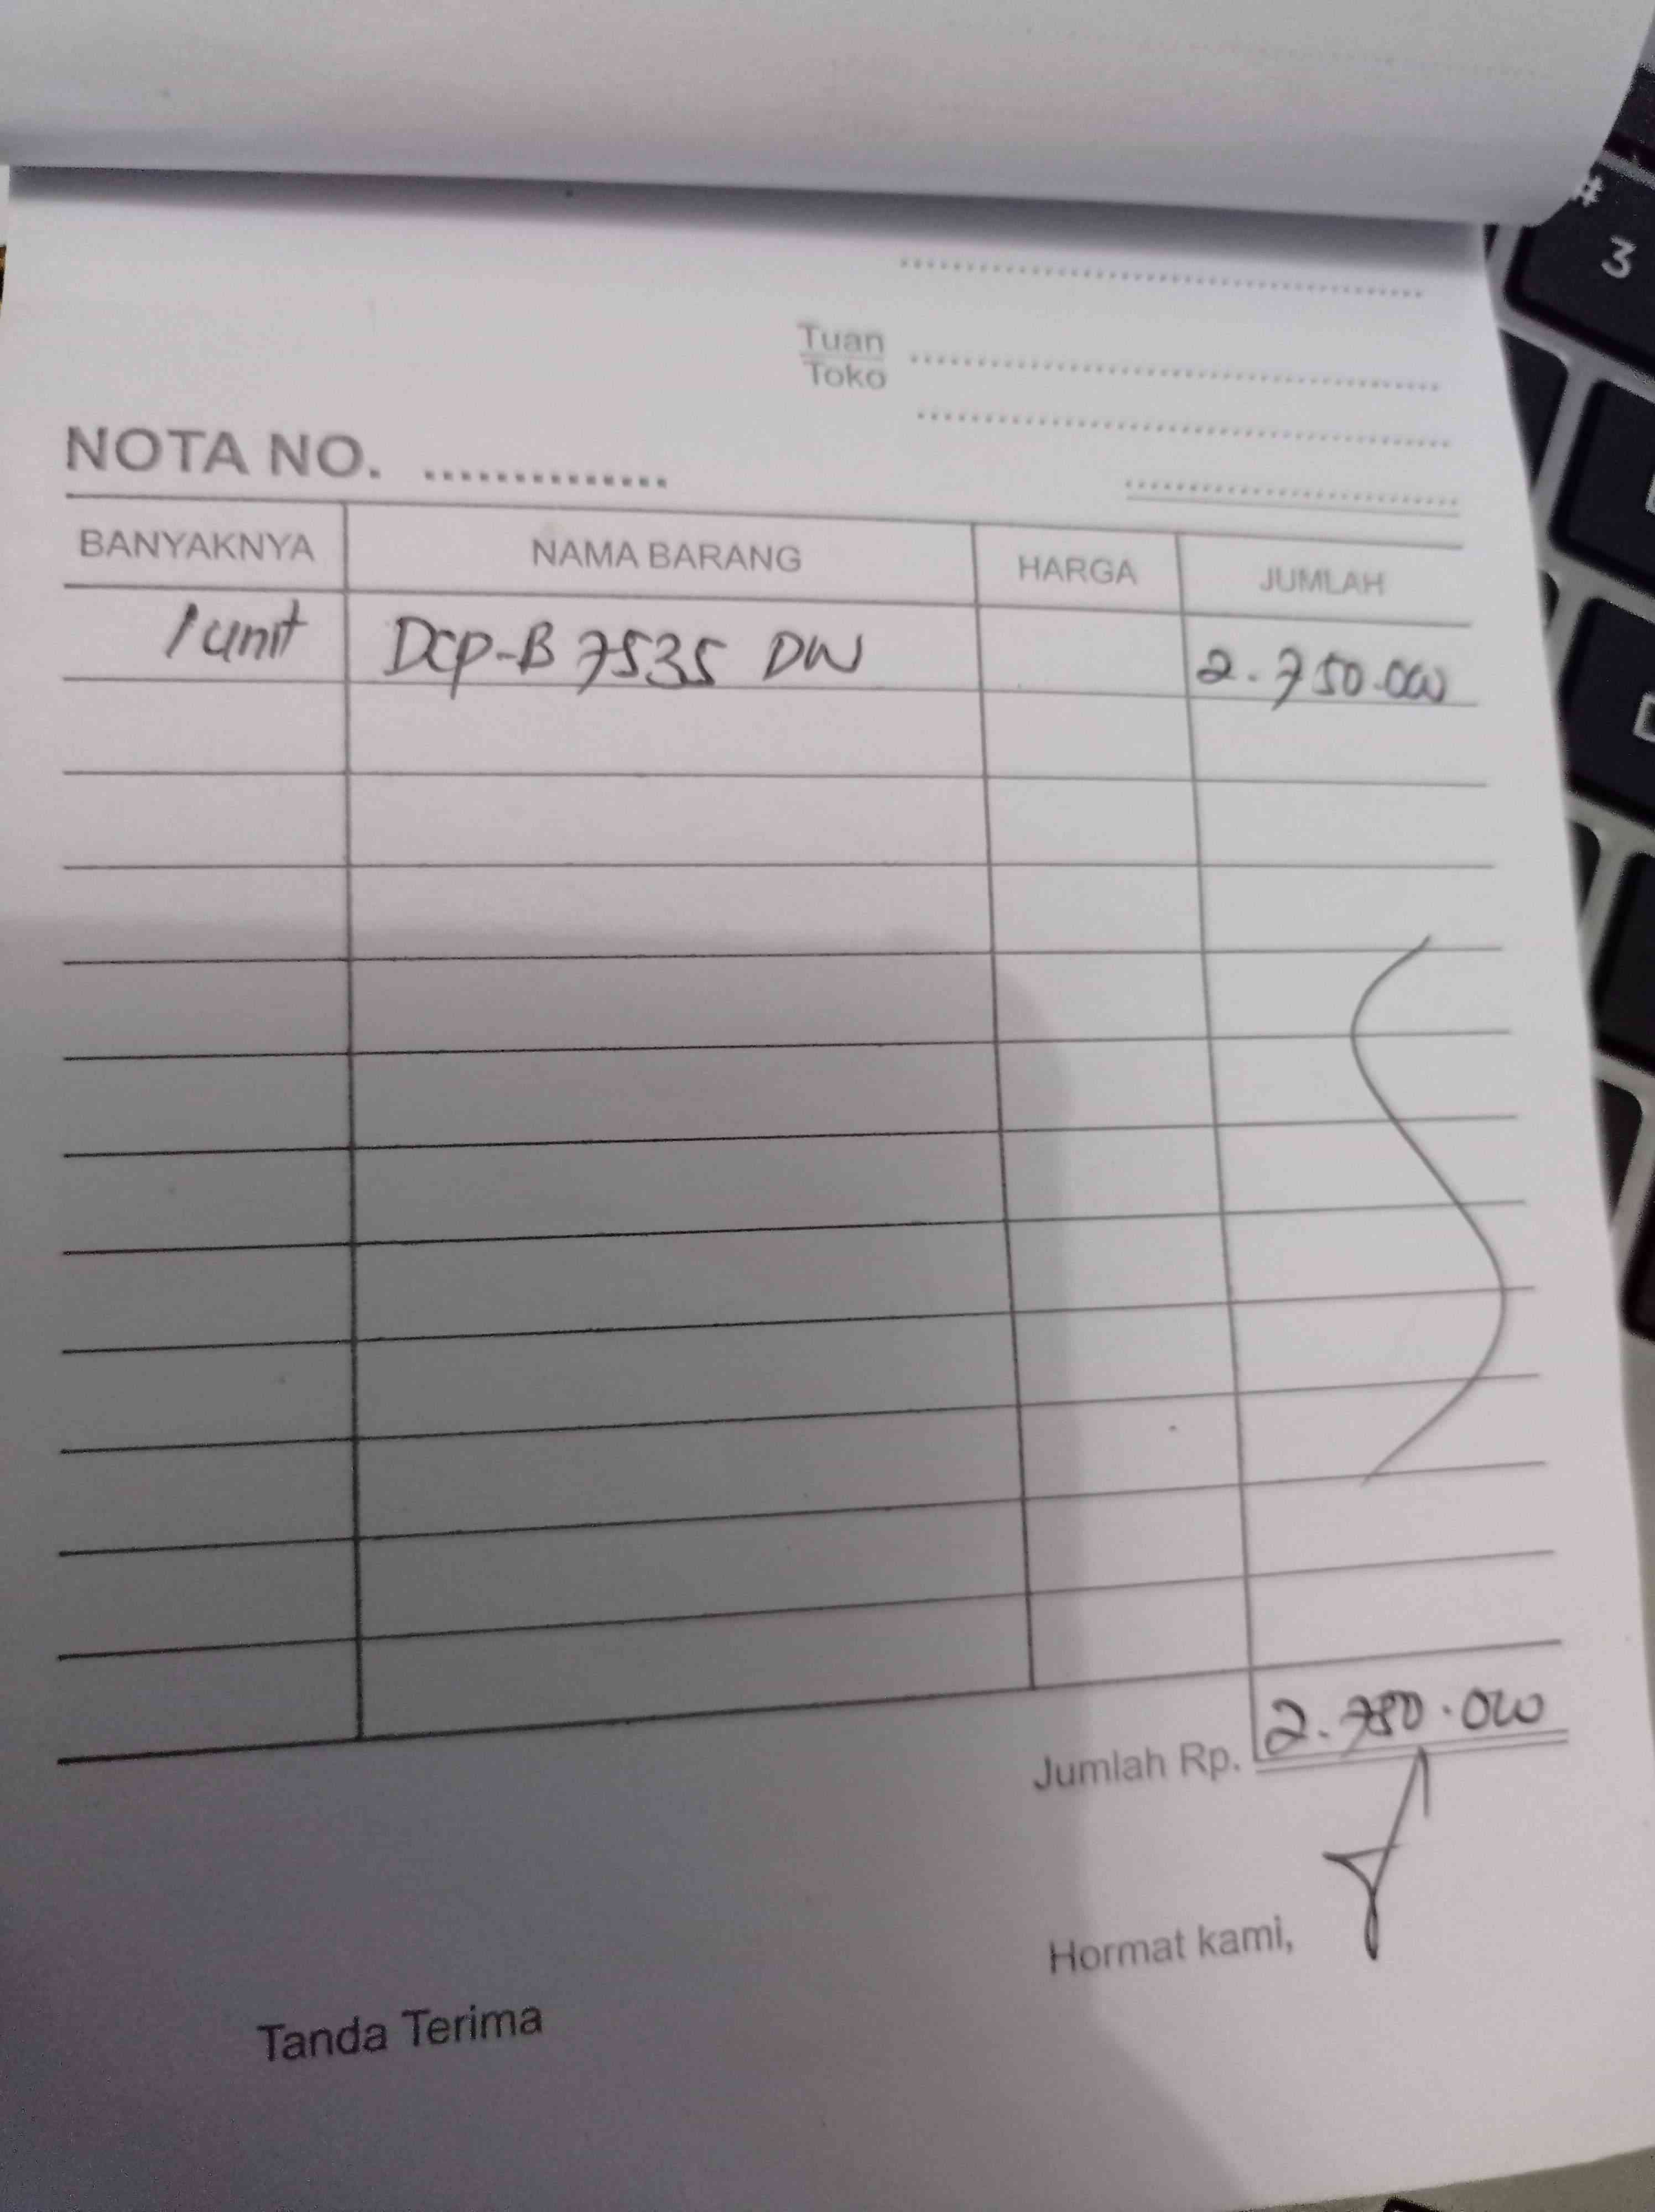 Tuan
Toko
NOTA NO. ..............
BANYAKNYA NAMA BARANG HARGA JUMLAH
1 unit DCP-B 7535 DW 2.750.000
Jumlah Rp. 2.750.000
Hormat kami,
Tanda Terima
#
3